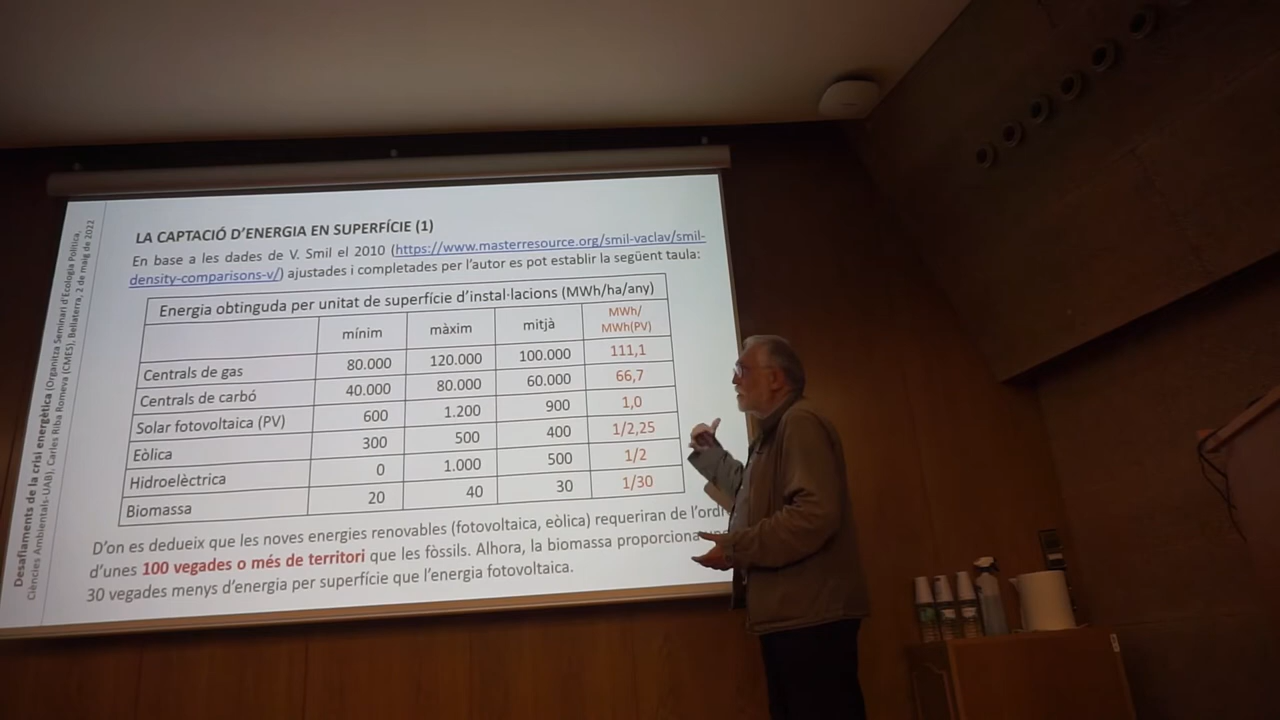 Desafiaments de la crisi energètica (Organitza Seminari d'Ecologia Política,
Ciències Ambientals-UAB), Carles Riba Romeva (CMES), Bellaterra, 2 de maig de 2022
LA CAPTACIÓ D'ENERGIA EN SUPERFÍCIE (1)
En base a les dades de V. Smil el 2010 (https://www.masterresource.org/smil-vaclav/smil-
density-comparisons-v/) ajustades i completades per l'autor es pot establir la següent taula:
Energia obtinguda per unitat de superfície d'instal·lacions (MWh/ha/any)
mínim màxim mitjà MWh/
MWh(PV)
Centrals de gas 80.000 120.000 100.000 111,1
Centrals de carbó 40.000 80.000 60.000 66,7
Solar fotovoltaica (PV) 600 1.200 900 1,0
Eòlica 300 500 400 1/2,25
Hidroelèctrica 0 1.000 500 1/2
Biomassa 20 40 30 1/30
D'on es dedueix que les noves energies renovables (fotovoltaica, eòlica) requeriran de l'ordr
d'unes 100 vegades o més de territori que les fòssils. Alhora, la biomassa proporciona
30 vegades menys d'energia per superfície que l'energia fotovoltaica.